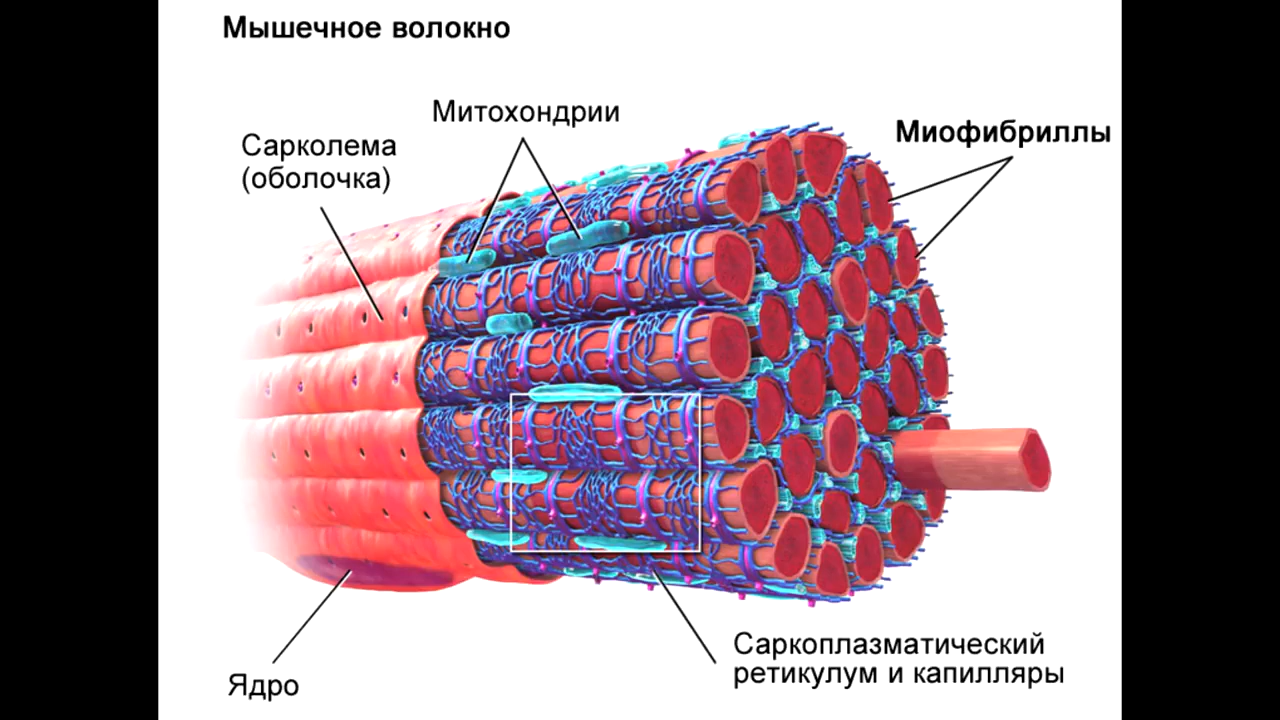 Мышечное волокно
Митохондрии
Миофибриллы
Сарколема
(оболочка)
Саркоплазматический
ретикулум и капилляры
Ядро